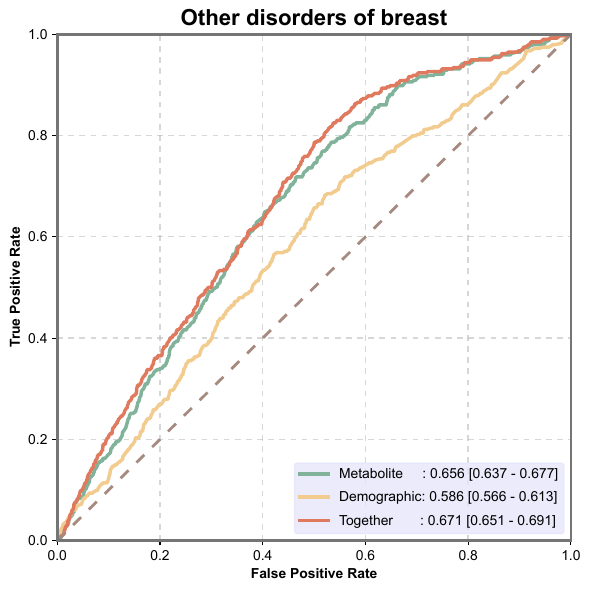 Other disorders of breast
True Positive Rate
1.0
0.8
0.6
0.4
0.2
0.0
Metabolite : 0.656 [0.637 - 0.677]
Demographic: 0.586 [0.566 - 0.613]
Together : 0.671 [0.651 - 0.691]
0.0 0.2 0.4 0.6 0.8 1.0
False Positive Rate